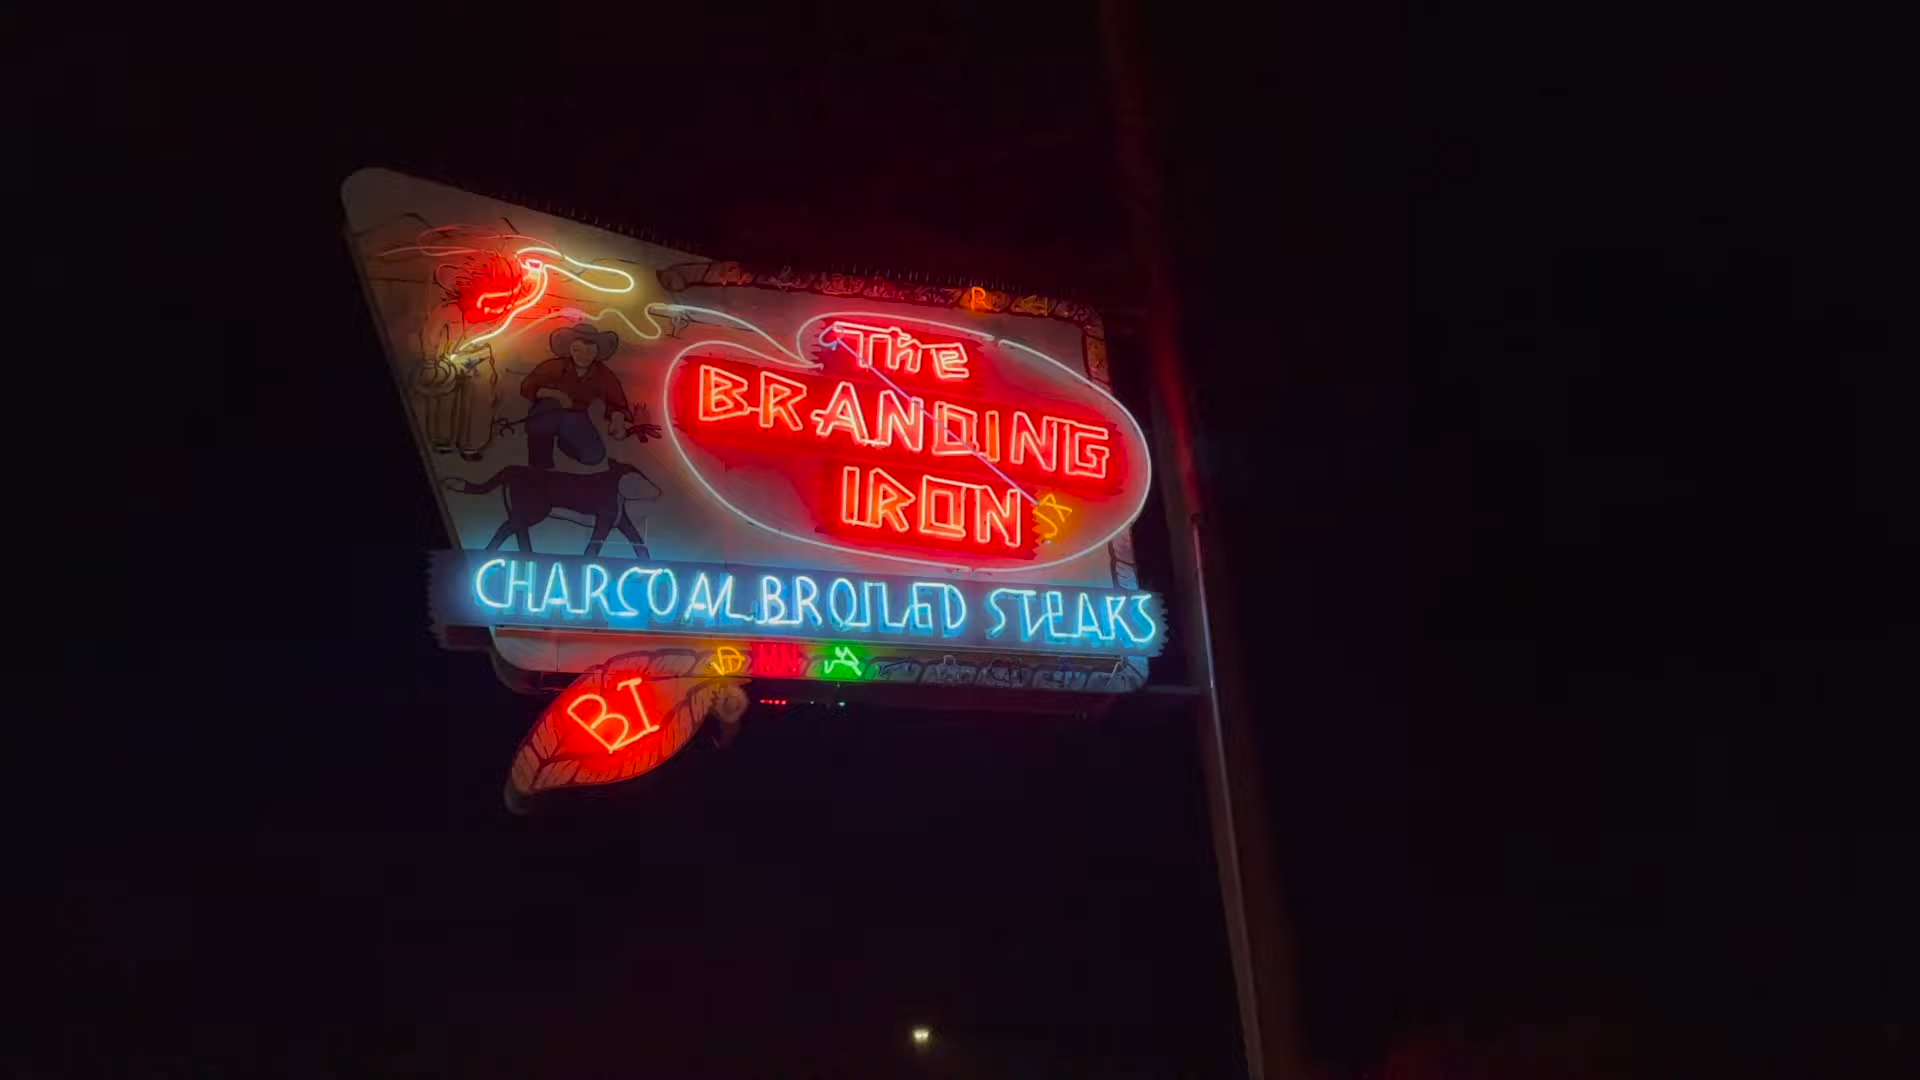 The
BRANDING
IRON
CHARCOAL BROILED STEAKS
BI